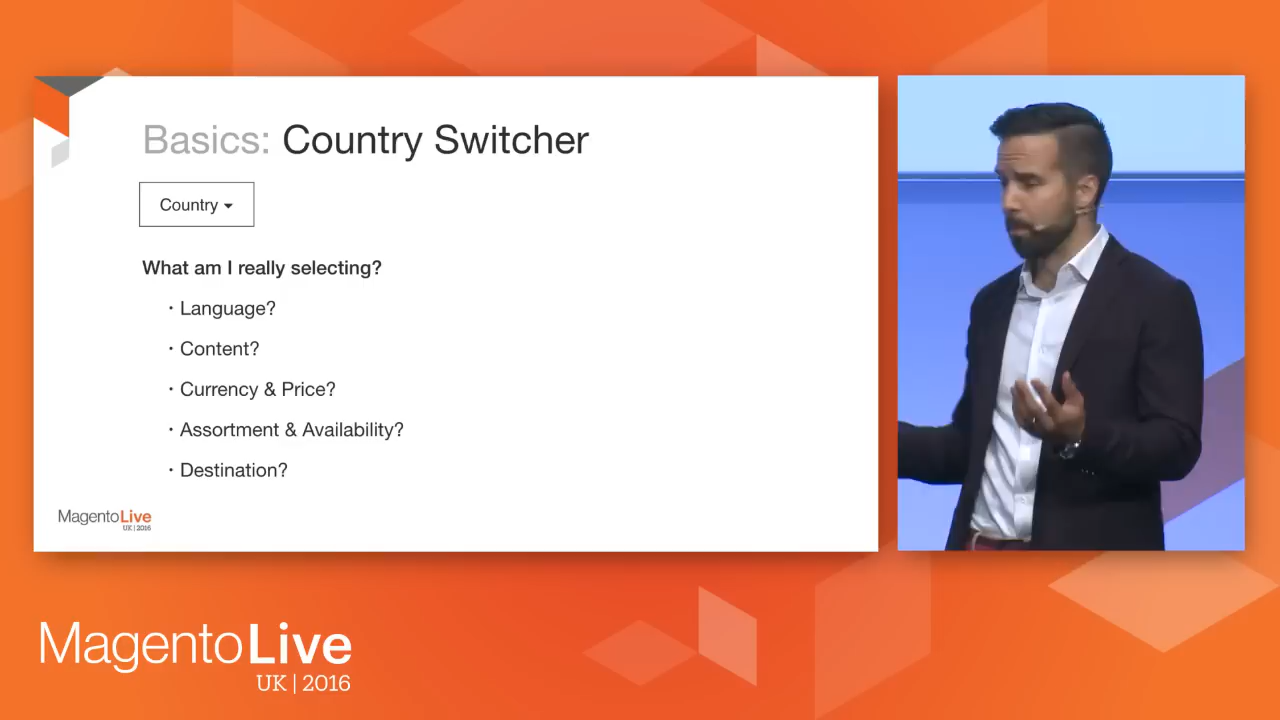 Basics: Country Switcher
Country
What am I really selecting?
· Language?
· Content?
· Currency & Price?
· Assortment & Availability?
· Destination?
MagentoLive
UK | 2016
MagentoLive
UK | 2016